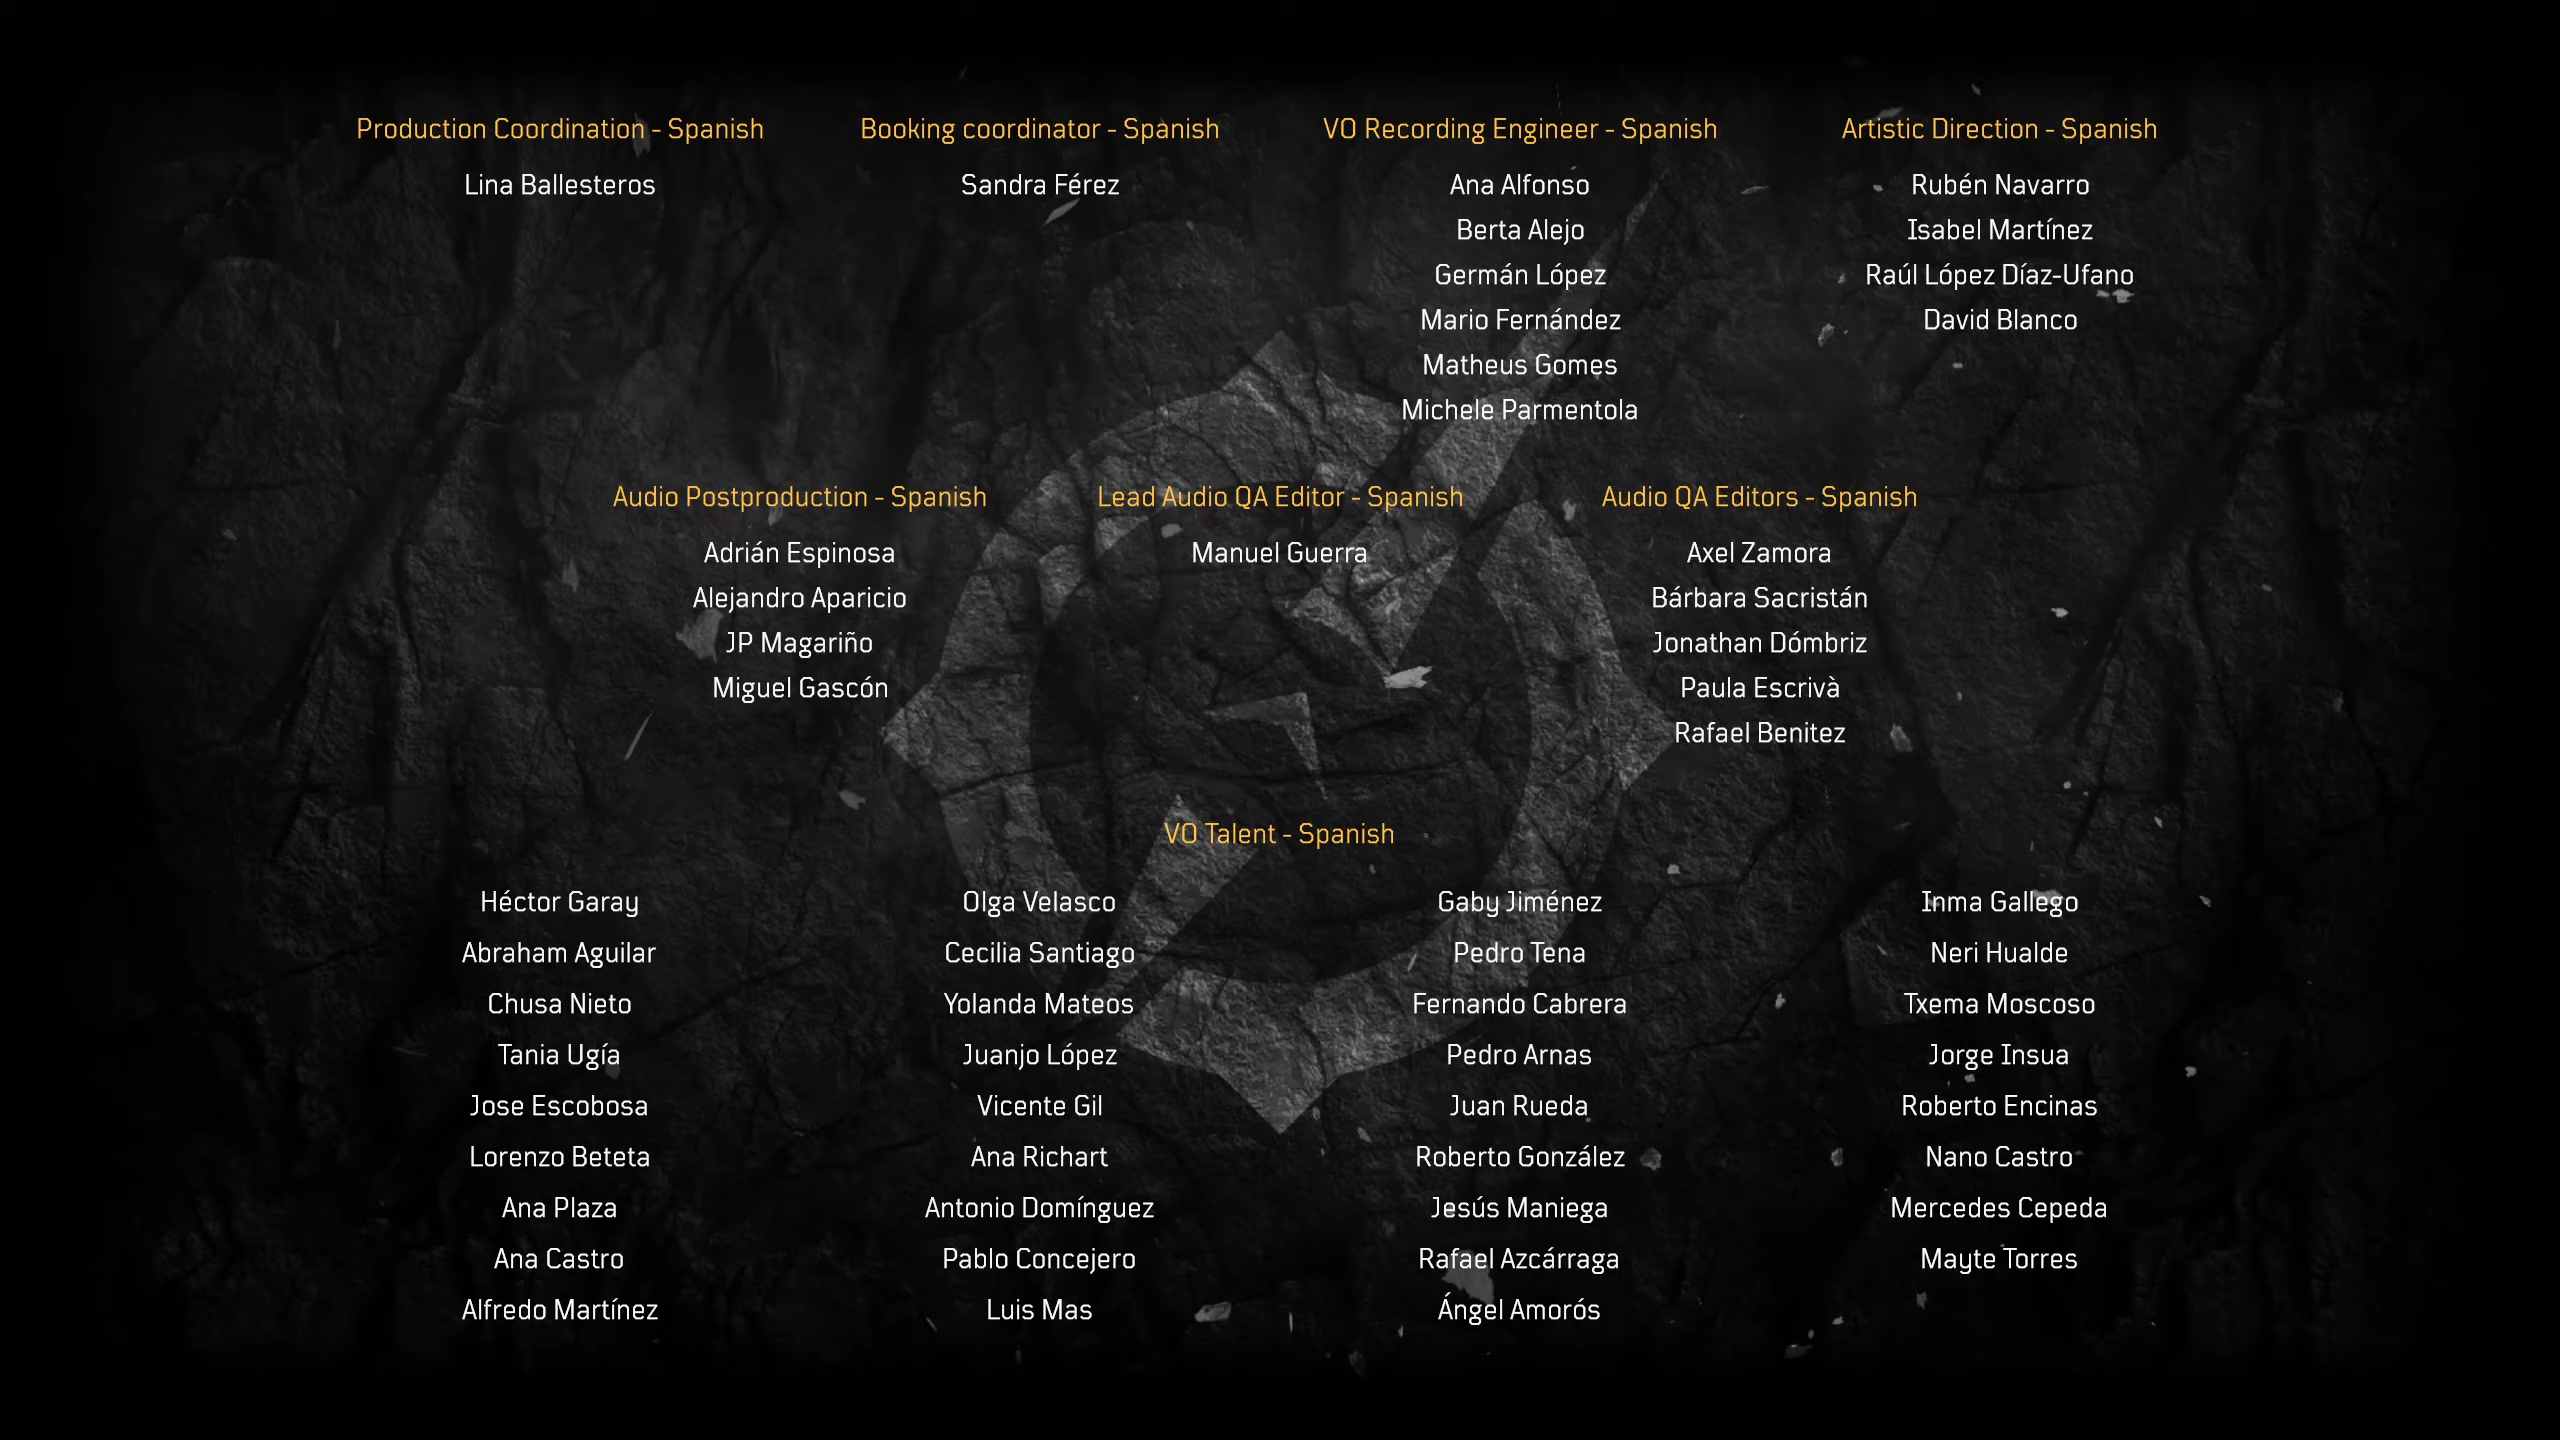 Production Coordination - Spanish
Lina Ballesteros
Booking coordinator - Spanish
Sandra Férez
VO Recording Engineer - Spanish
Ana Alfonso
Berta Alejo
Germán López
Mario Fernández
Matheus Gomes
Michele Parmentola
Artistic Direction - Spanish
Rubén Navarro
Isabel Martínez
Raúl López Díaz-Ufano
David Blanco
Audio Postproduction - Spanish
Adrián Espinosa
Alejandro Aparicio
JP Magariño
Miguel Gascón
Lead Audio QA Editor - Spanish
Manuel Guerra
Audio QA Editors - Spanish
Axel Zamora
Bárbara Sacristán
Jonathan Dómbriz
Paula Escrivà
Rafael Benitez
VO Talent - Spanish
Héctor Garay
Abraham Aguilar
Chusa Nieto
Tania Ugía
Jose Escobosa
Lorenzo Beteta
Ana Plaza
Ana Castro
Alfredo Martínez
Olga Velasco
Cecilia Santiago
Yolanda Mateos
Juanjo López
Vicente Gil
Ana Richart
Antonio Domínguez
Pablo Concejero
Luis Mas
Gaby Jiménez
Pedro Tena
Fernando Cabrera
Pedro Arnas
Juan Rueda
Roberto González
Jesús Maniega
Rafael Azcárraga
Ángel Amorós
Inma Gallego
Neri Hualde
Txema Moscoso
Jorge Insua
Roberto Encinas
Nano Castro
Mercedes Cepeda
Mayte Torres